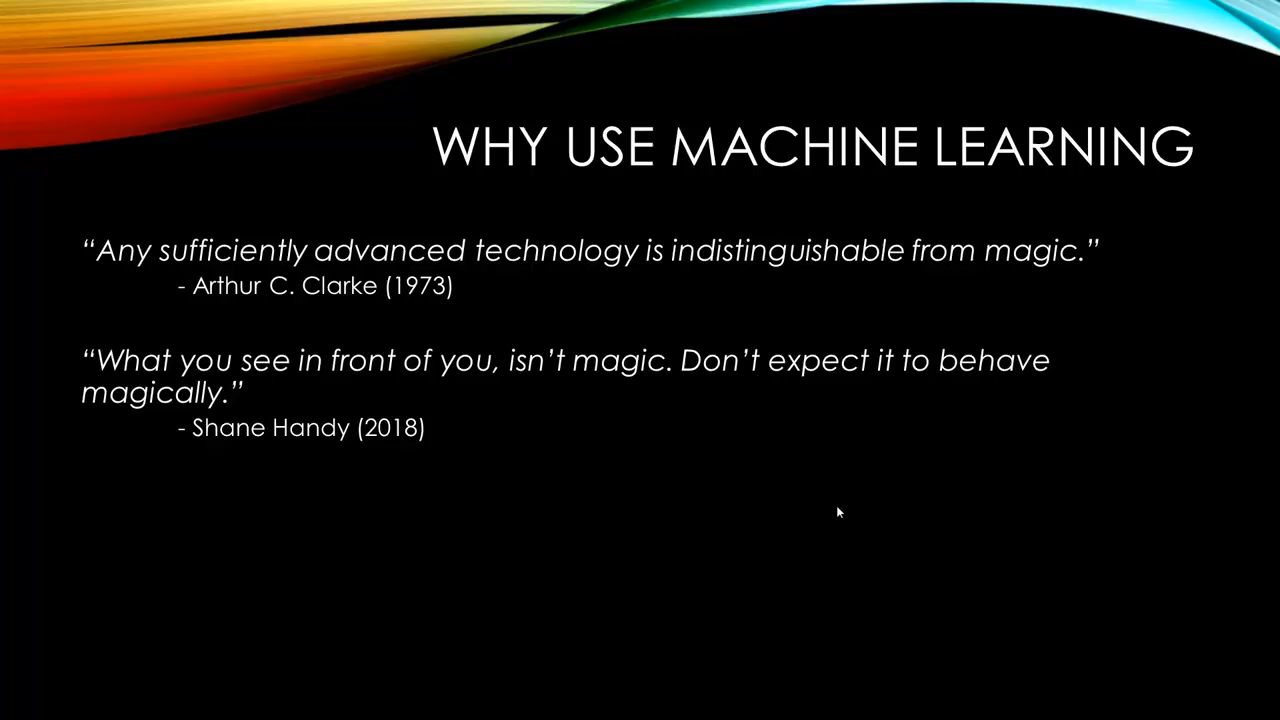 WHY USE MACHINE LEARNING
“Any sufficiently advanced technology is indistinguishable from magic.”
- Arthur C. Clarke (1973)
“What you see in front of you, isn’t magic. Don’t expect it to behave
magically.”
- Shane Handy (2018)